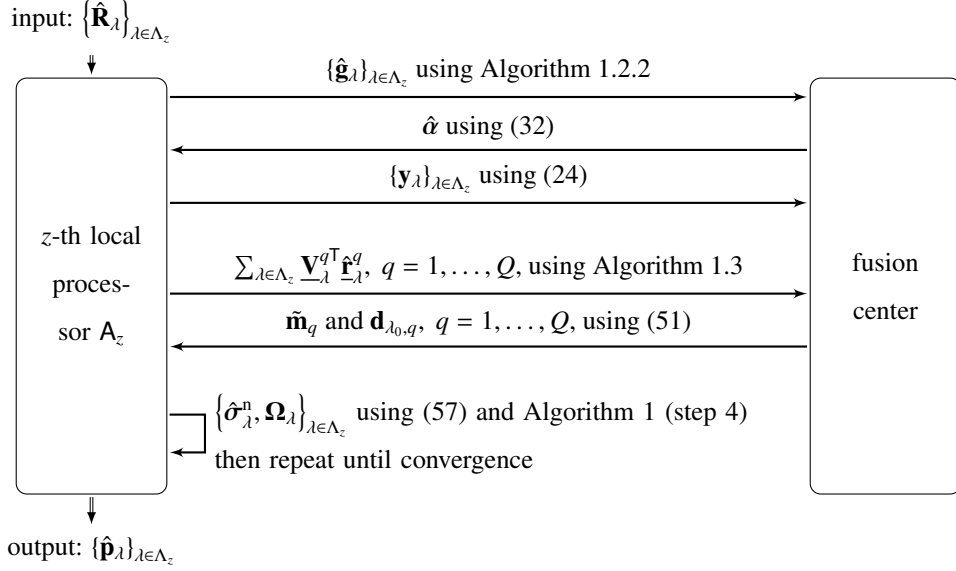 input: {R̂_λ}_{λ∈Λ_z}
{ĝ_λ}_{λ∈Λ_z} using Algorithm 1.2.2
α̂ using (32)
{y_λ}_{λ∈Λ_z} using (24)
z-th local
proces-
sor A_z
∑_{λ∈Λ_z} V̲_λ^{qT} r̲̂_λ^q, q = 1, . . . , Q, using Algorithm 1.3
m̃_q and d_{λ_0,q}, q = 1, . . . , Q, using (51)
fusion
center
{σ̂_λ^n, Ω_λ}_{λ∈Λ_z} using (57) and Algorithm 1 (step 4)
then repeat until convergence
output: {p̂_λ}_{λ∈Λ_z}